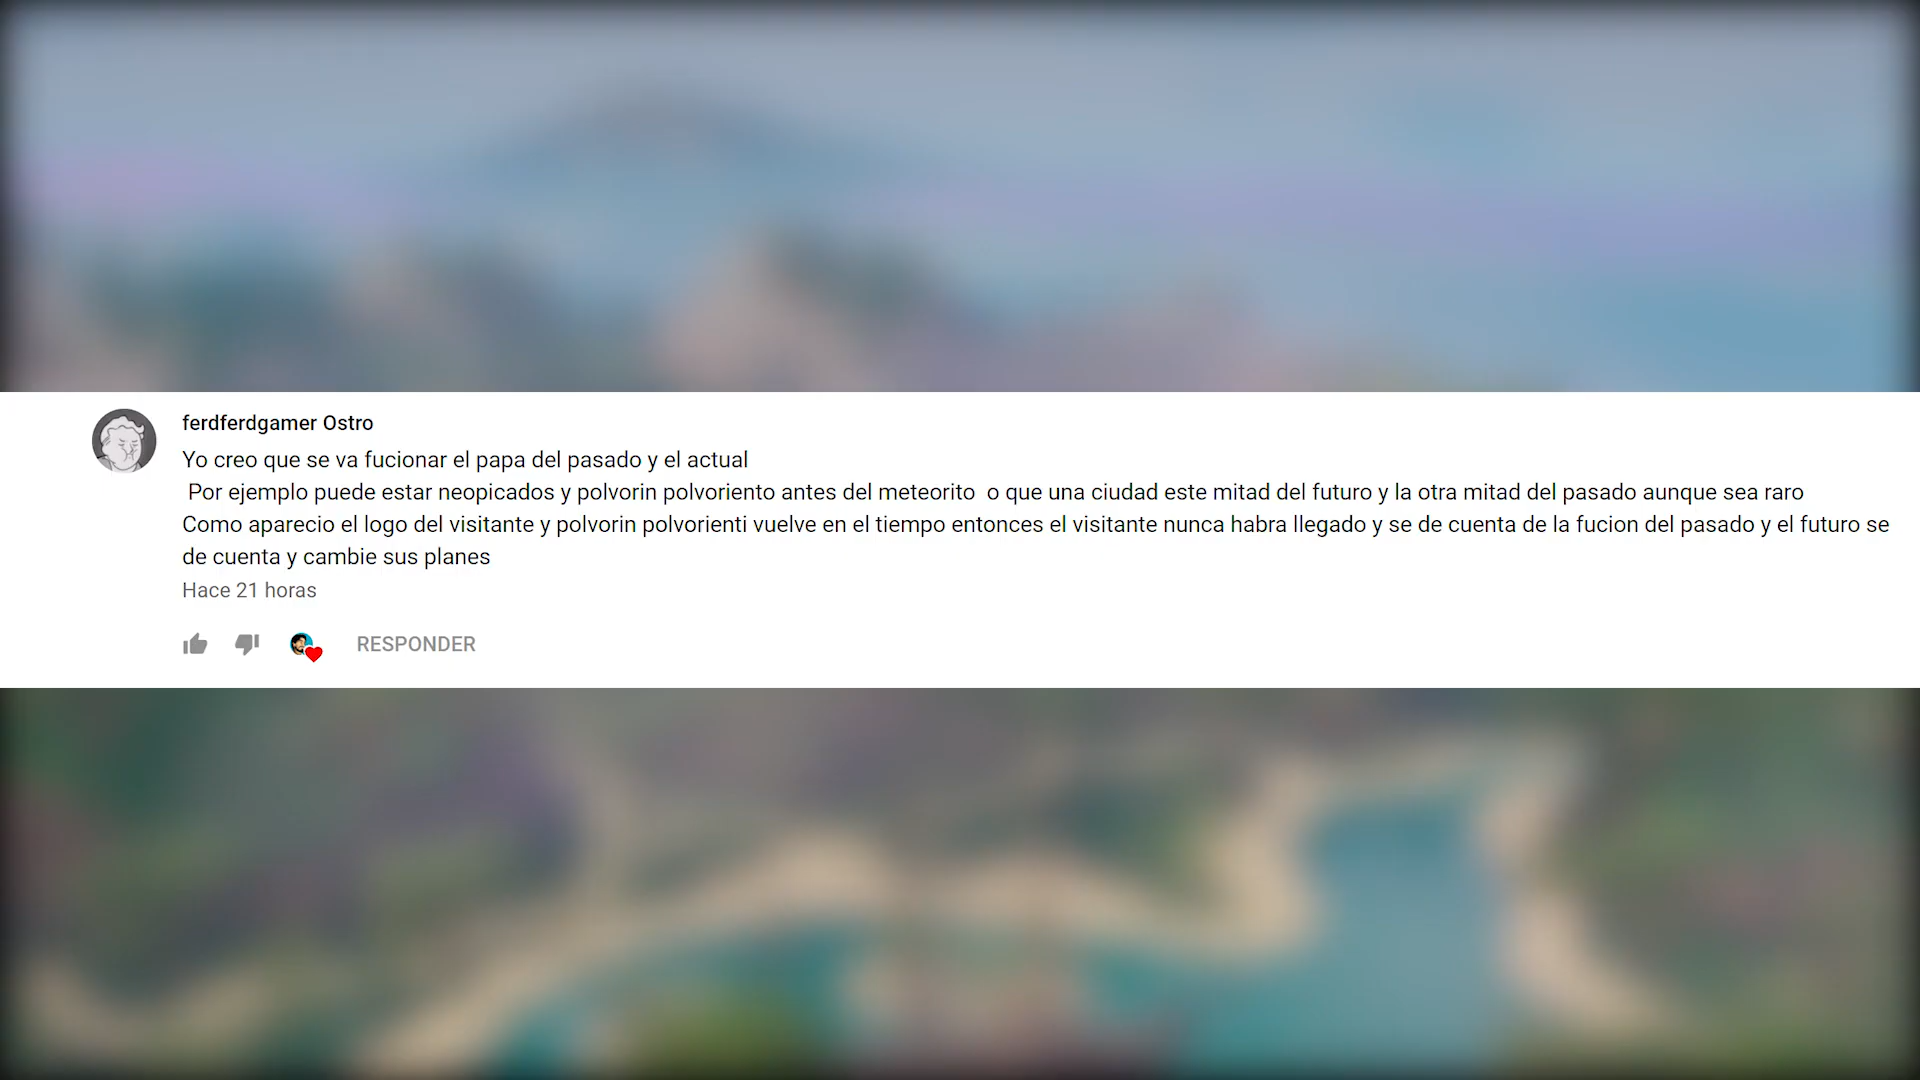 ferdferdgamer Ostro
Yo creo que se va fucionar el papa del pasado y el actual
Por ejemplo puede estar neopicados y polvorin polvoriento antes del meteorito  o que una ciudad este mitad del futuro y la otra mitad del pasado aunque sea raro
Como aparecio el logo del visitante y polvorin polvorienti vuelve en el tiempo entonces el visitante nunca habra llegado y se de cuenta de la fucion del pasado y el futuro se
de cuenta y cambie sus planes
Hace 21 horas
RESPONDER